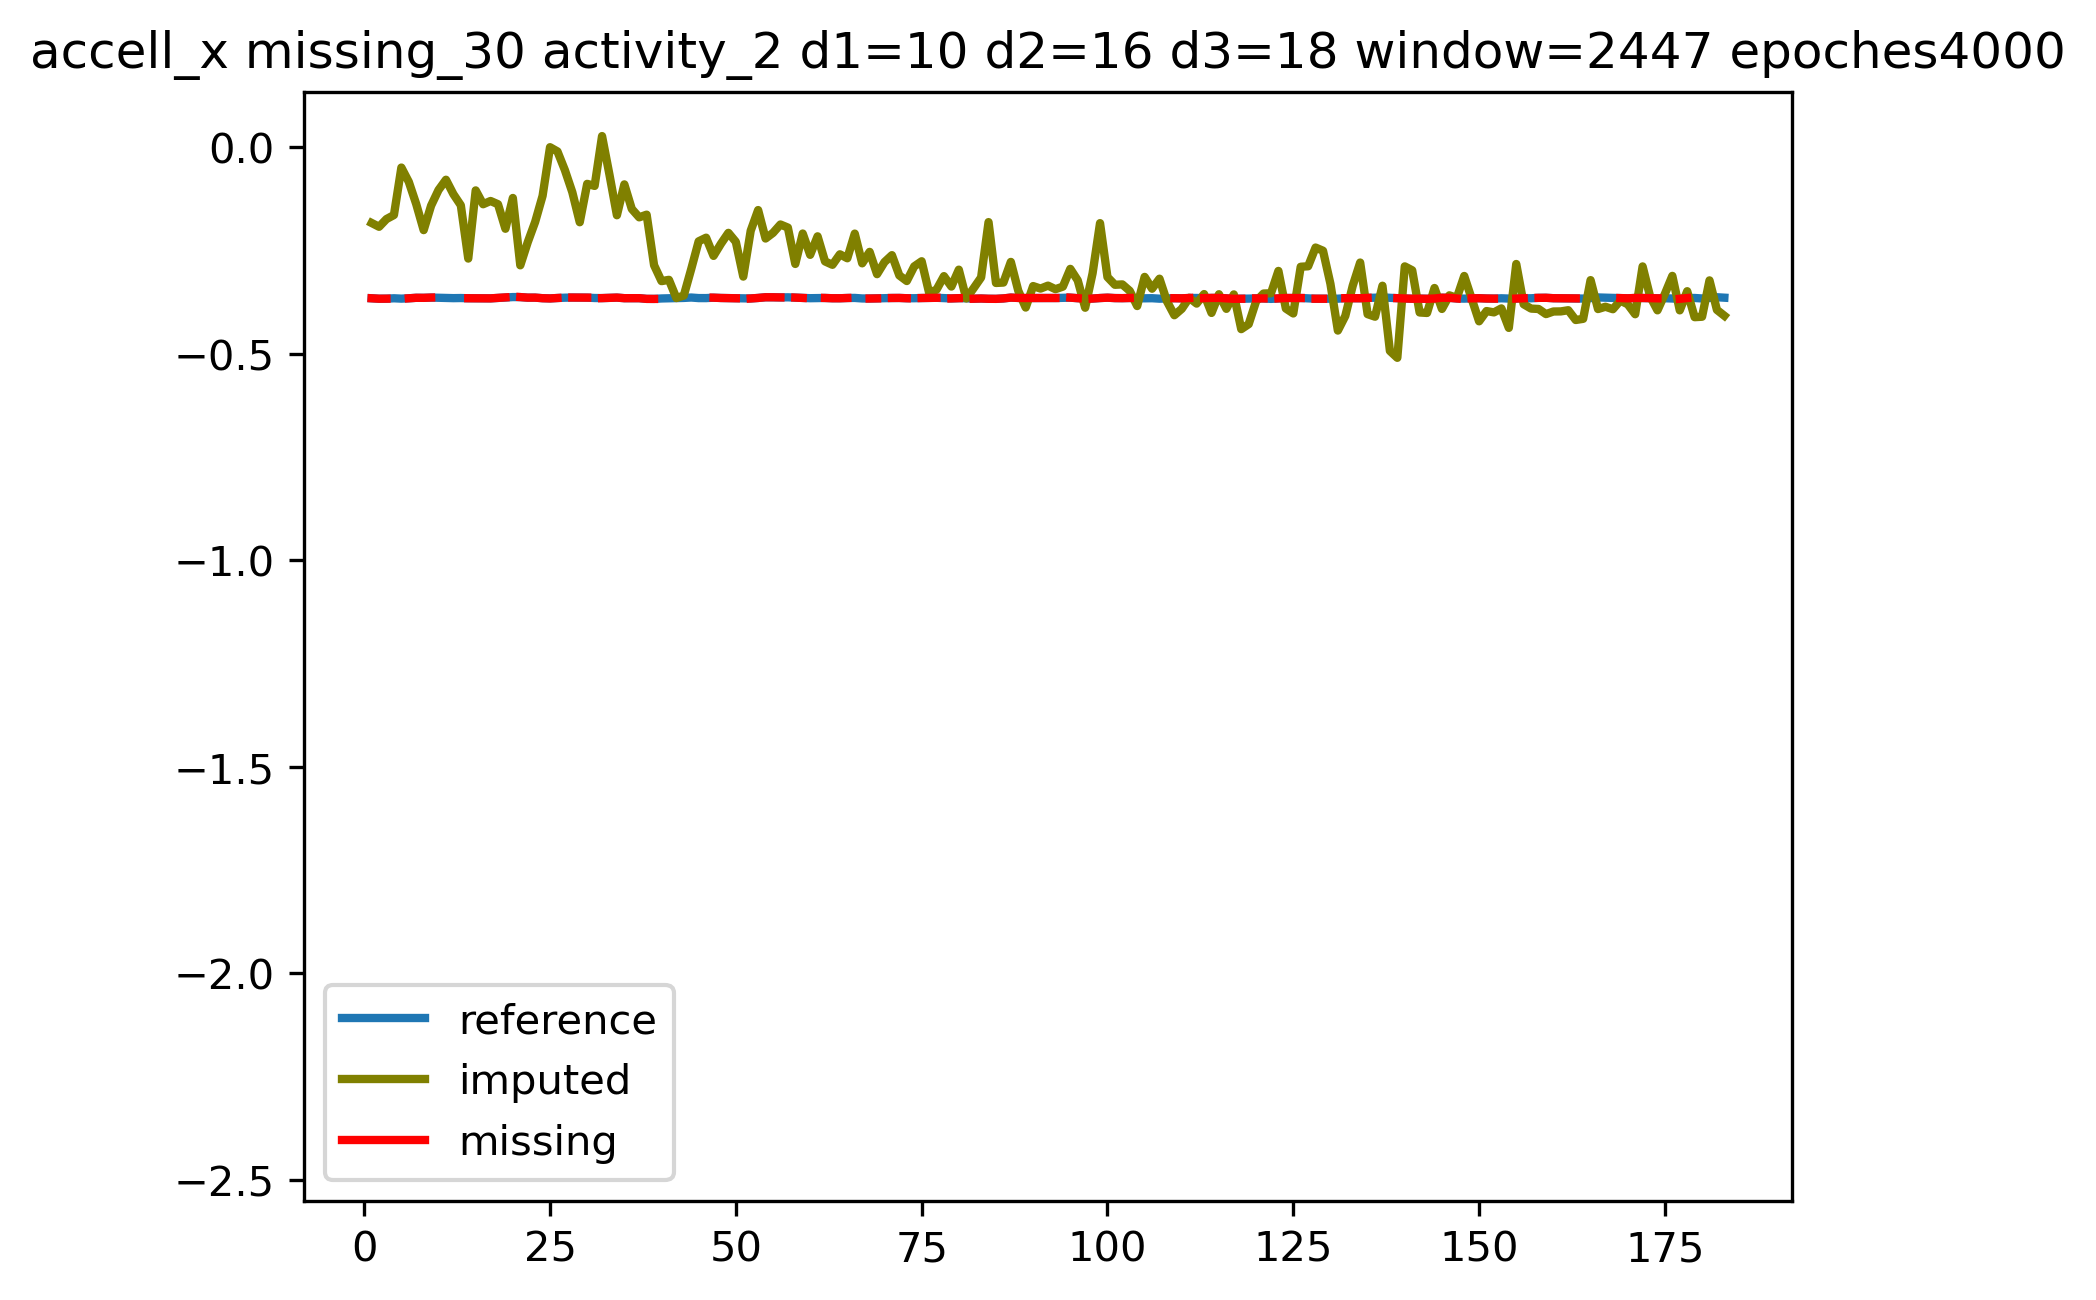 accell_x missing_30 activity_2 d1=10 d2=16 d3=18 window=2447 epoches4000
0.0
−0.5
−1.0
−1.5
−2.0
−2.5
reference
imputed
missing
0 25 50 75 100 125 150 175